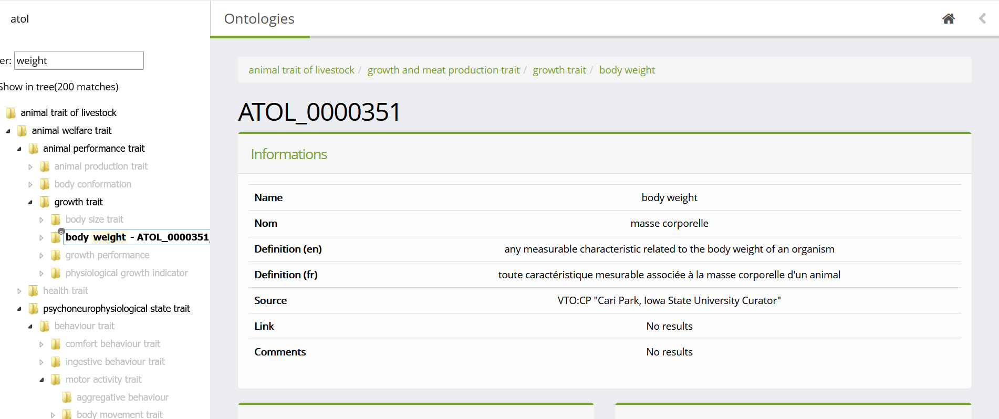 atol
er: weight
Show in tree(200 matches)
animal trait of livestock
animal welfare trait
animal performance trait
animal production trait
body conformation
growth trait
body size trait
8
body weight - ATOL_0000351,
growth performance
physiological growth indicator
health trait
psychoneurophysiological state trait
behaviour trait
comfort behaviour trait
ingestive behaviour trait
motor activity trait
aggregative behaviour
body movement trait
Ontologies
animal trait of livestock / growth and meat production trait / growth trait / body weight
ATOL_0000351
Informations
Name body weight
Nom masse corporelle
Definition (en) any measurable characteristic related to the body weight of an organism
Definition (fr) toute caractéristique mesurable associée à la masse corporelle d'un animal
Source VTO:CP "Cari Park, Iowa State University Curator"
Link No results
Comments No results